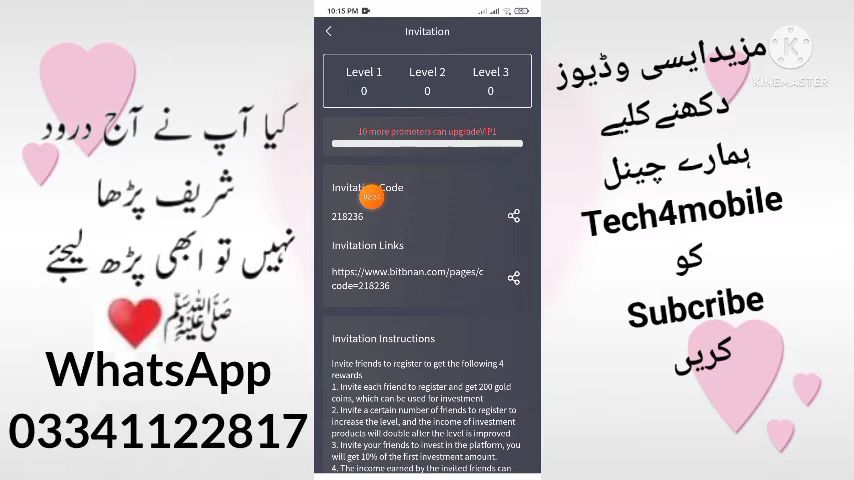 کیا آپ نے آج درود
شریف پڑھا
نہیں تو ابھی پڑھ لیجئے
ﷺ
WhatsApp
03341122817
10:15 PM
Invitation
Level 1 Level 2 Level 3
0 0 0
10 more promoters can upgradeVIP1
Invitation Code
02:24
218236
Invitation Links
https://www.bitbnan.com/pages/c
code=218236
Invitation Instructions
Invite friends to register to get the following 4
rewards
1. Invite each friend to register and get 200 gold
coins, which can be used for investment
2. Invite a certain number of friends to register to
increase the level, and the income of investment
products will double after the level is improved
3. Invite your friends to invest in the platform, you
will get 10% of the first investment amount.
4. The income earned by the invited friends can
مزیدایسی وڈیوز
دکھنےکلیے
ہمارے چینل
Tech4mobile
کو
Subcribe
کریں
K
KINEMASTER